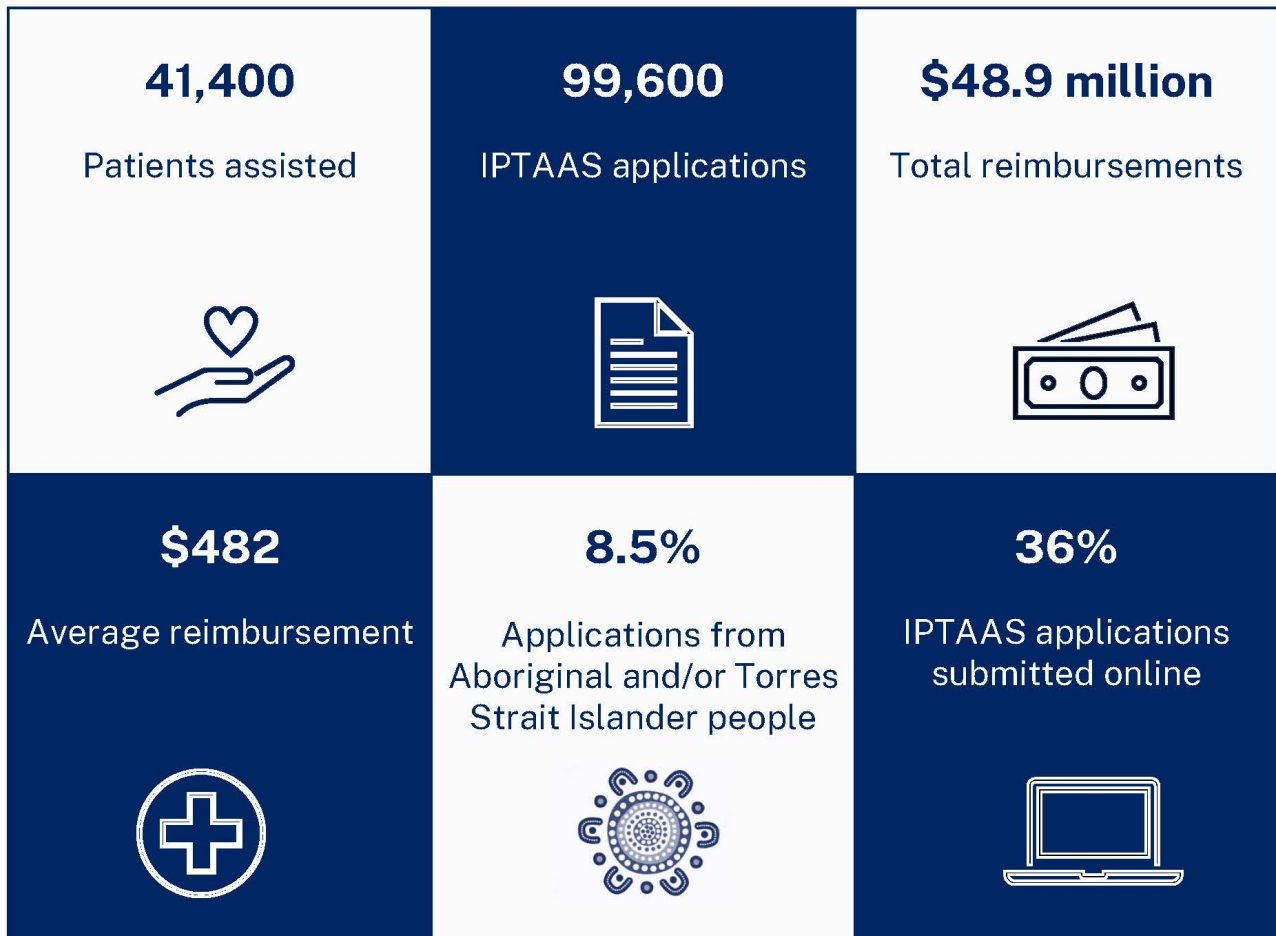 41,400
Patients assisted
99,600
IPTAAS applications
$48.9 million
Total reimbursements
$482
Average reimbursement
8.5%
Applications from
Aboriginal and/or Torres
Strait Islander people
36%
IPTAAS applications
submitted online